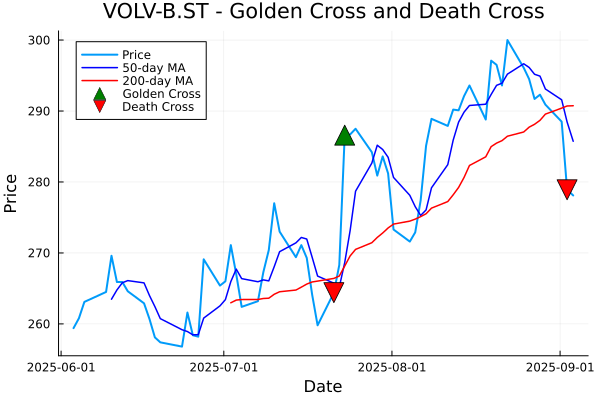 VOLV-B.ST - Golden Cross and Death Cross
300
290
280
270
260
Price
Price
50-day MA
200-day MA
Golden Cross
Death Cross
2025-06-01
2025-07-01
2025-08-01
2025-09-01
Date